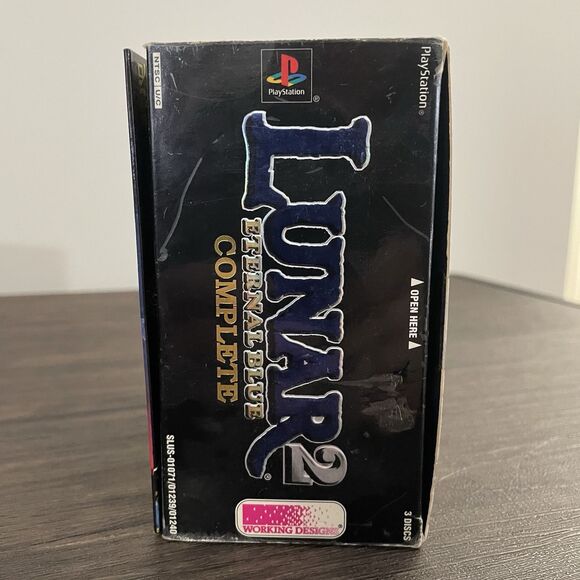 NTSC U/C
PlayStation
®
PlayStation®
LUNAR 2
®
ETERNAL BLUE
COMPLETE
▲ OPEN HERE ▲
SLUS-01071/01239/01240
WORKING DESIGNS
3 DISCS